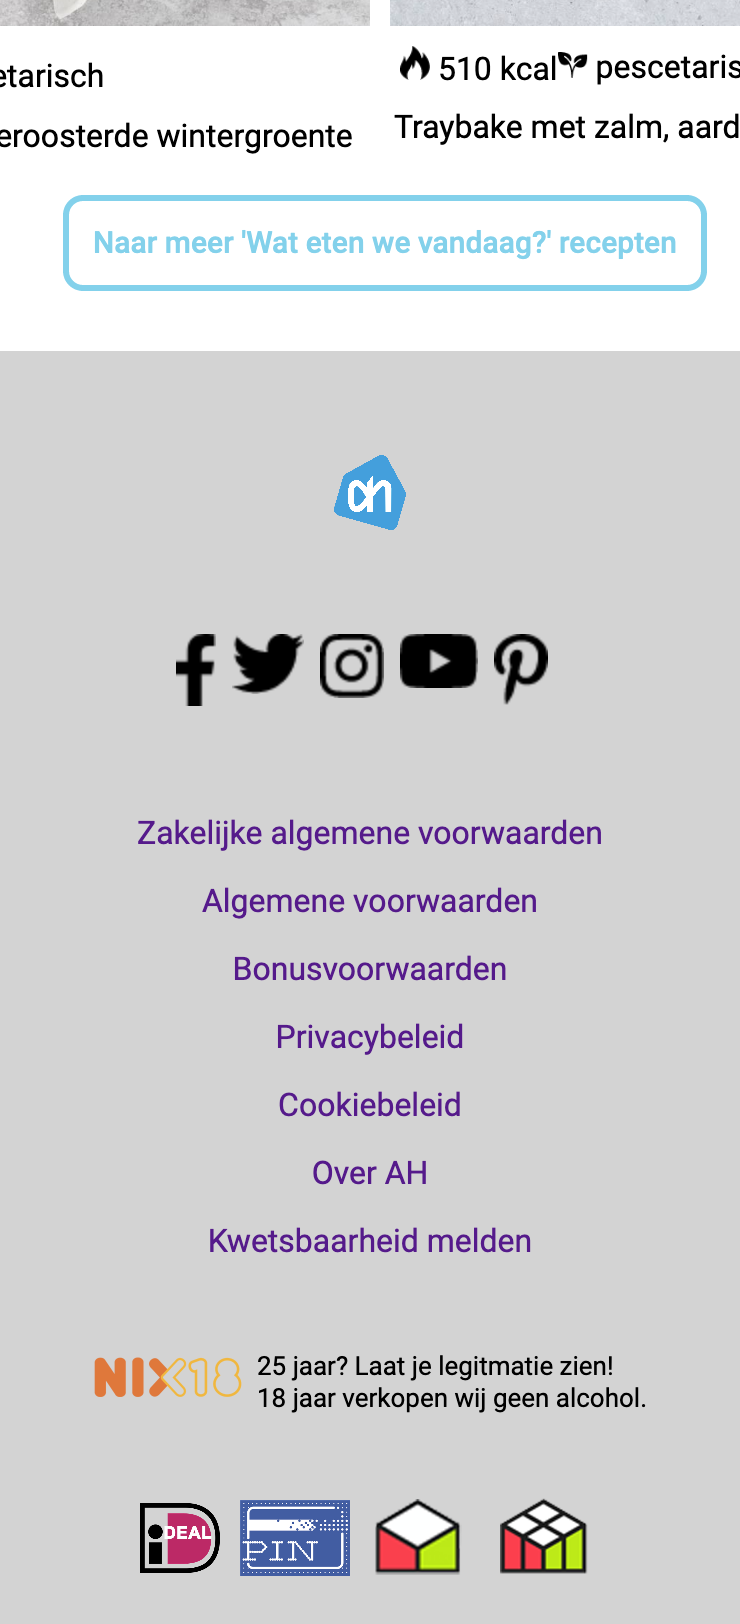 etarisch
eroosterde wintergroente
510 kcal pescetaris
Traybake met zalm, aard
Naar meer 'Wat eten we vandaag?' recepten
ah
Zakelijke algemene voorwaarden
Algemene voorwaarden
Bonusvoorwaarden
Privacybeleid
Cookiebeleid
Over AH
Kwetsbaarheid melden
NIX18
25 jaar? Laat je legitmatie zien!
18 jaar verkopen wij geen alcohol.
iDEAL
PIN